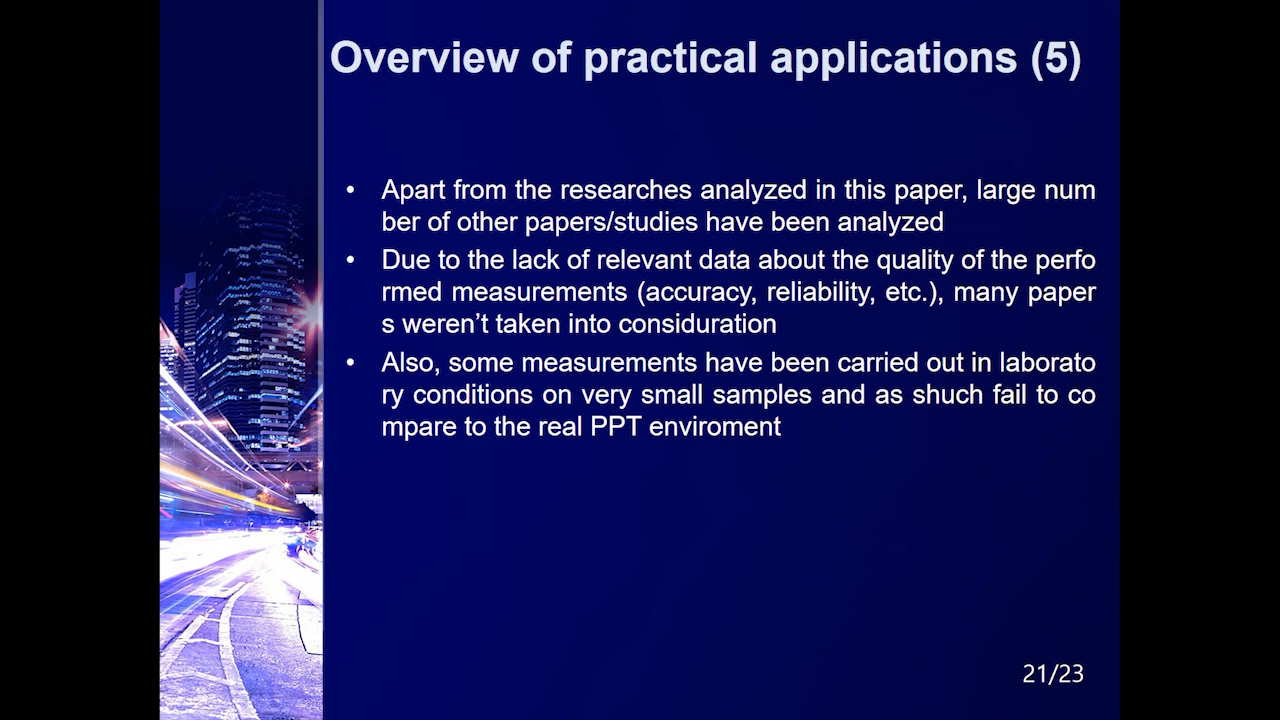 Overview of practical applications (5)
• Apart from the researches analyzed in this paper, large num
ber of other papers/studies have been analyzed
• Due to the lack of relevant data about the quality of the perfo
rmed measurements (accuracy, reliability, etc.), many paper
s weren’t taken into considuration
• Also, some measurements have been carried out in laborato
ry conditions on very small samples and as shuch fail to co
mpare to the real PPT enviroment
21/23